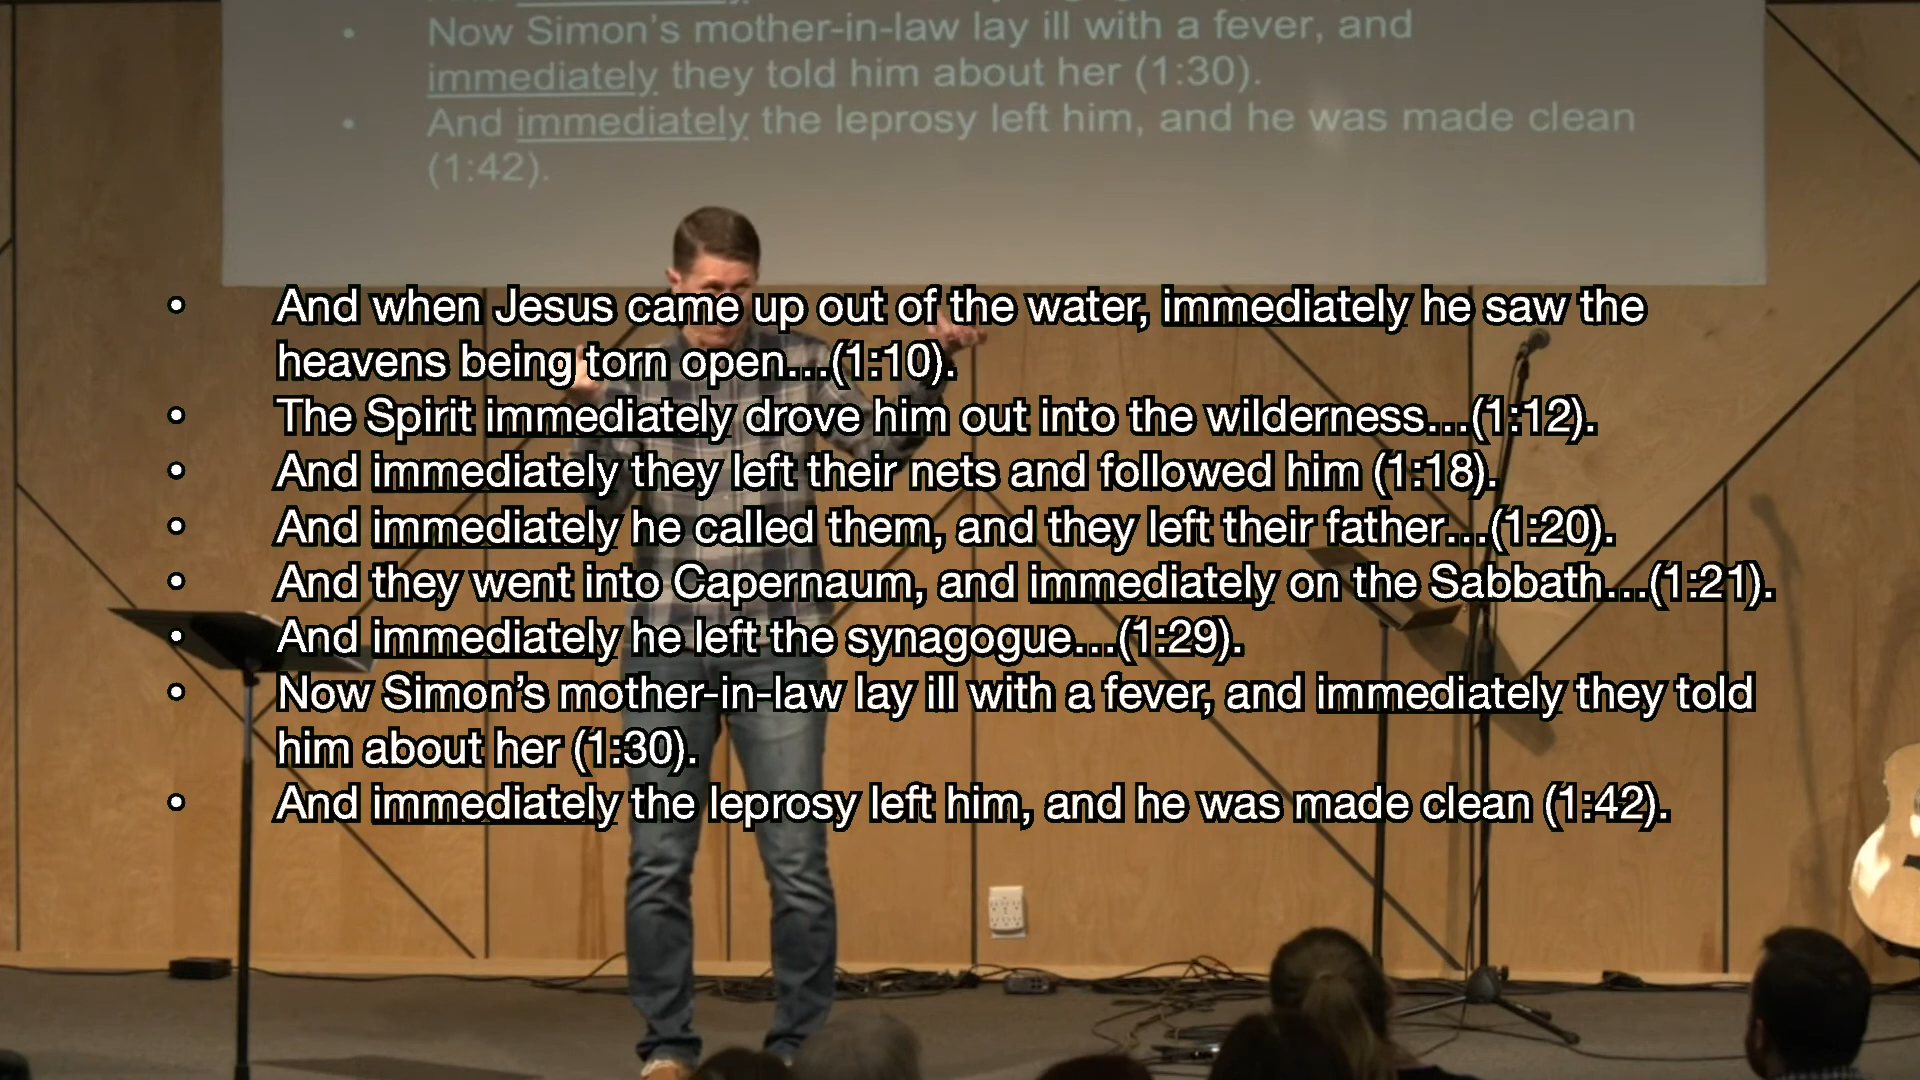 • Now Simon’s mother-in-law lay ill with a fever, and
immediately they told him about her (1:30).
• And immediately the leprosy left him, and he was made clean
(1:42).
• And when Jesus came up out of the water, immediately he saw the
heavens being torn open…(1:10).
• The Spirit immediately drove him out into the wilderness…(1:12).
• And immediately they left their nets and followed him (1:18).
• And immediately he called them, and they left their father…(1:20).
• And they went into Capernaum, and immediately on the Sabbath…(1:21).
• And immediately he left the synagogue…(1:29).
• Now Simon’s mother-in-law lay ill with a fever, and immediately they told
him about her (1:30).
• And immediately the leprosy left him, and he was made clean (1:42).